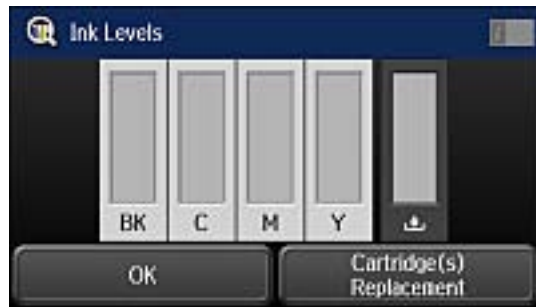 Ink Levels
BK C M Y
OK
Cartridge(s)
Replacement